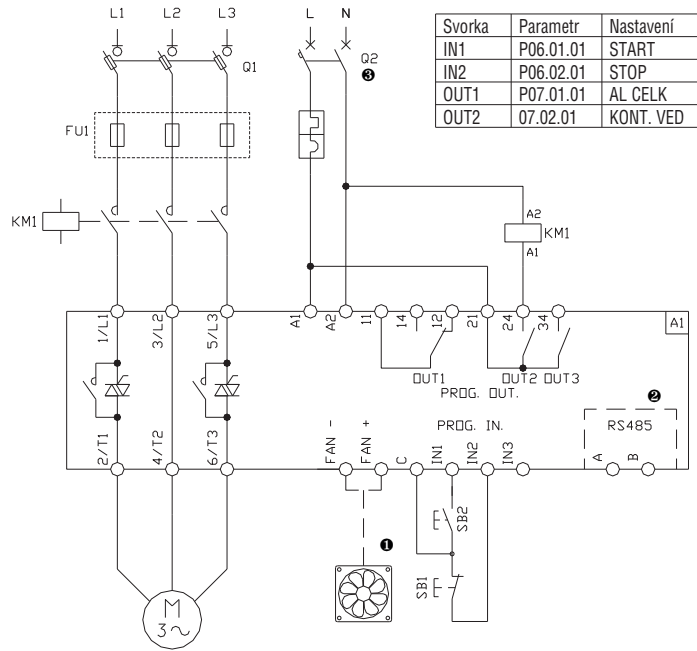 L1 L2 L3 L N
Svorka Parametr Nastavení
IN1 P06.01.01 START
IN2 P06.02.01 STOP
OUT1 P07.01.01 AL CELK
OUT2 07.02.01 KONT. VED
Q1
Q2
❸
FU1
KM1
A2
KM1
A1
1/L1 3/L2 5/L3 A1 A2 11 14 12 21 24 34
A1
OUT1 OUT2 OUT3
PROG. OUT.
❷
PROG. IN.
RS485
2/T1 4/T2 6/T3 FAN - FAN + C IN1 IN2 IN3 A B
SB2
❶
SB1
M
3~